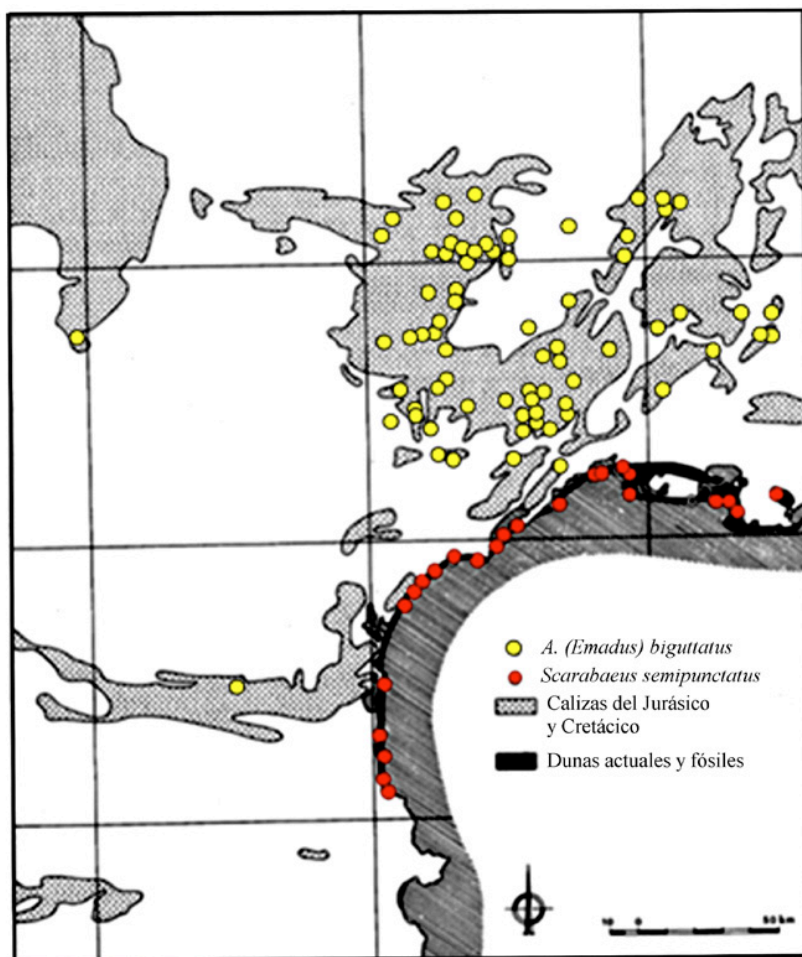 A. (Emadus) biguttatus
Scarabaeus semipunctatus
Calizas del Jurásico
y Cretácico
Dunas actuales y fósiles
10 0 50 km